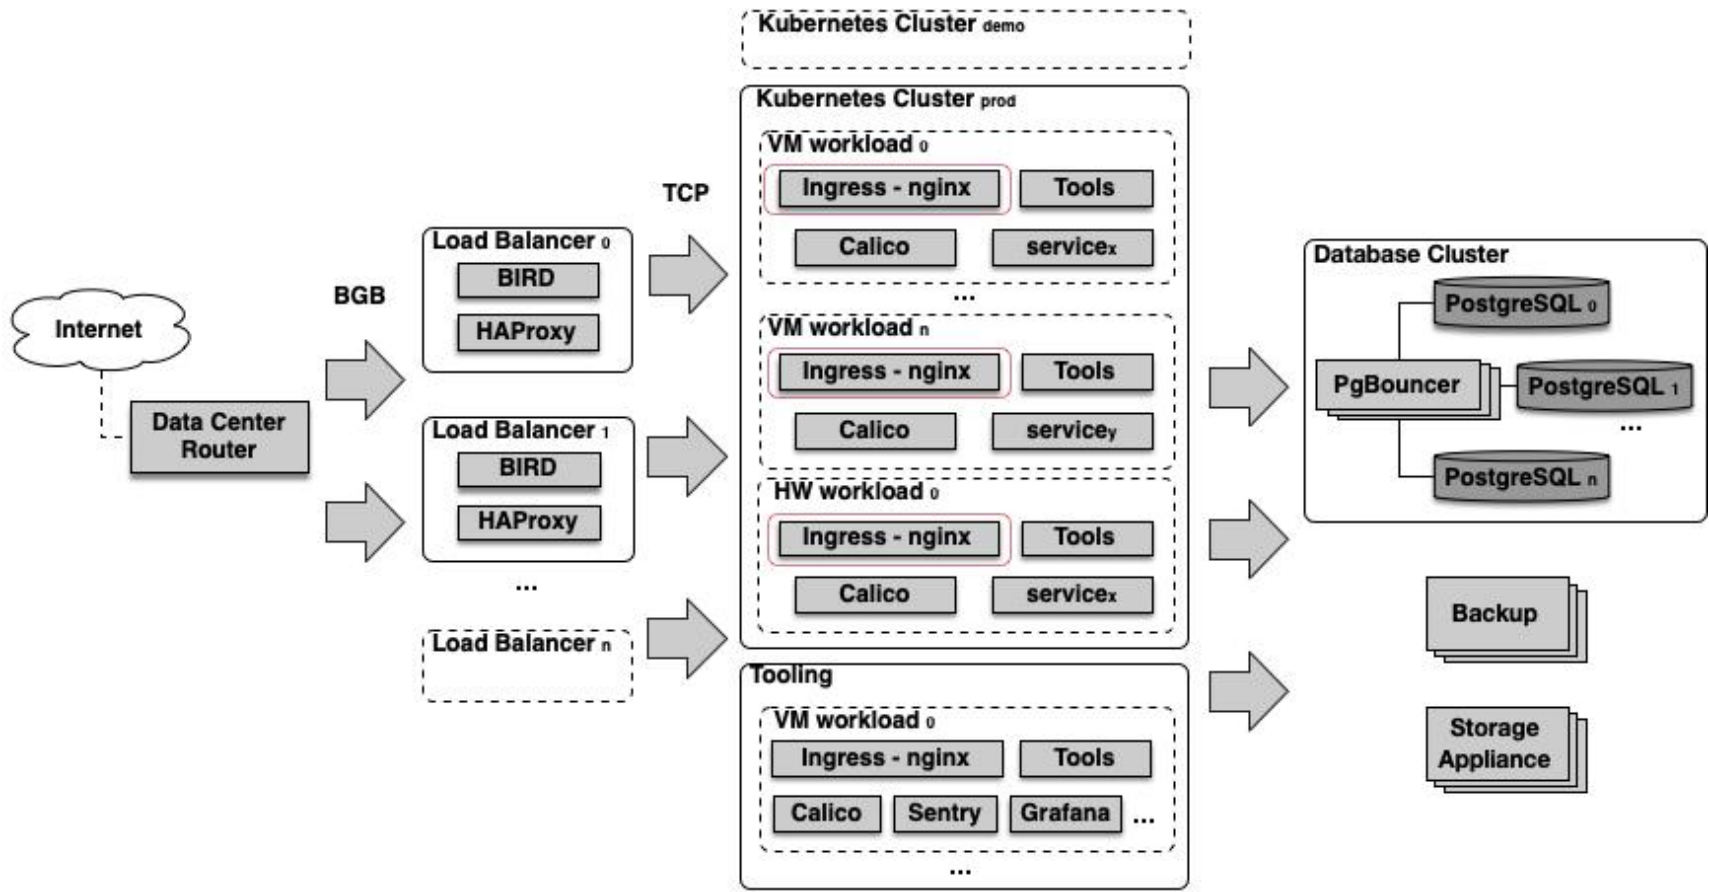 Kubernetes Cluster demo
Kubernetes Cluster prod
VM workload 0
Ingress - nginx
Tools
Calico
servicex
...
VM workload n
Ingress - nginx
Tools
Calico
servicey
HW workload 0
Ingress - nginx
Tools
Calico
servicex
Tooling
VM workload 0
Ingress - nginx
Tools
Calico
Sentry
Grafana
...
...
Internet
Data Center
Router
BGB
TCP
Load Balancer 0
BIRD
HAProxy
Load Balancer 1
BIRD
HAProxy
...
Load Balancer n
Database Cluster
PostgreSQL 0
PgBouncer
PostgreSQL 1
...
PostgreSQL n
Backup
Storage
Appliance